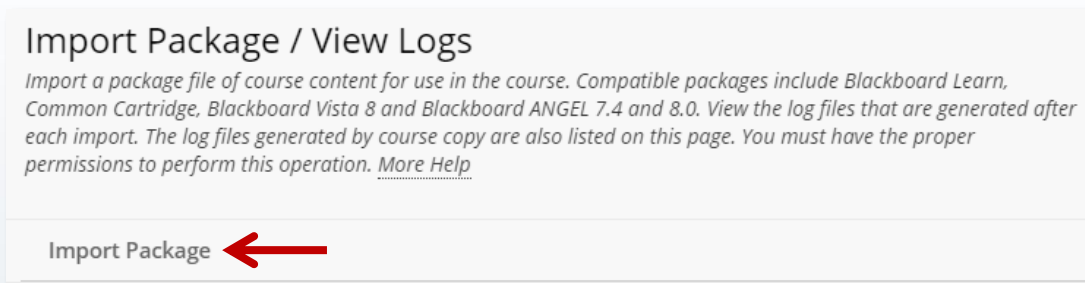 Import Package / View Logs
Import a package file of course content for use in the course. Compatible packages include Blackboard Learn,
Common Cartridge, Blackboard Vista 8 and Blackboard ANGEL 7.4 and 8.0. View the log files that are generated after
each import. The log files generated by course copy are also listed on this page. You must have the proper
permissions to perform this operation. More Help
Import Package